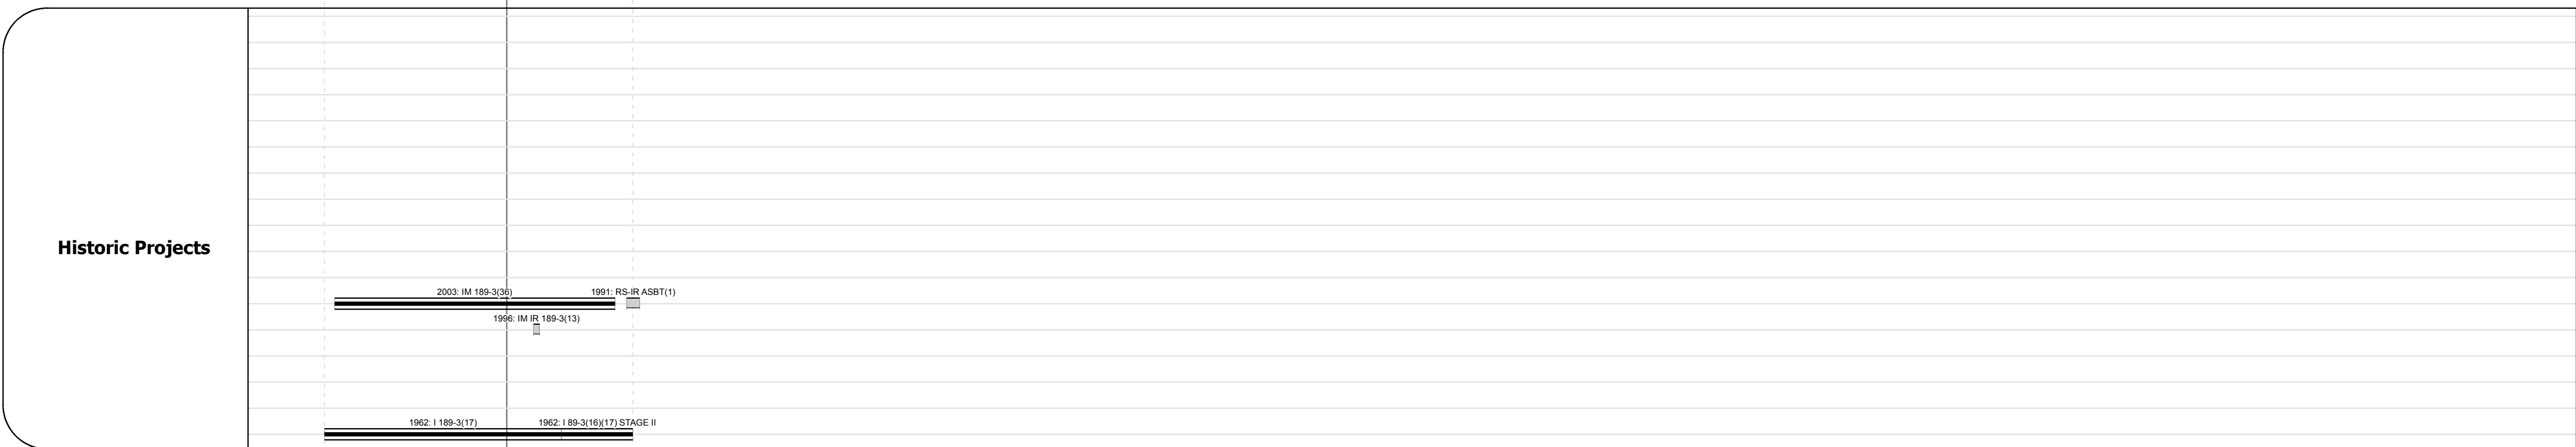 Historic Projects
2003: IM 189-3(36)
1991: RS-IR ASBT(1)
1996: IM IR 189-3(13)
1962: I 189-3(17)
1962: I 89-3(16)(17) STAGE II